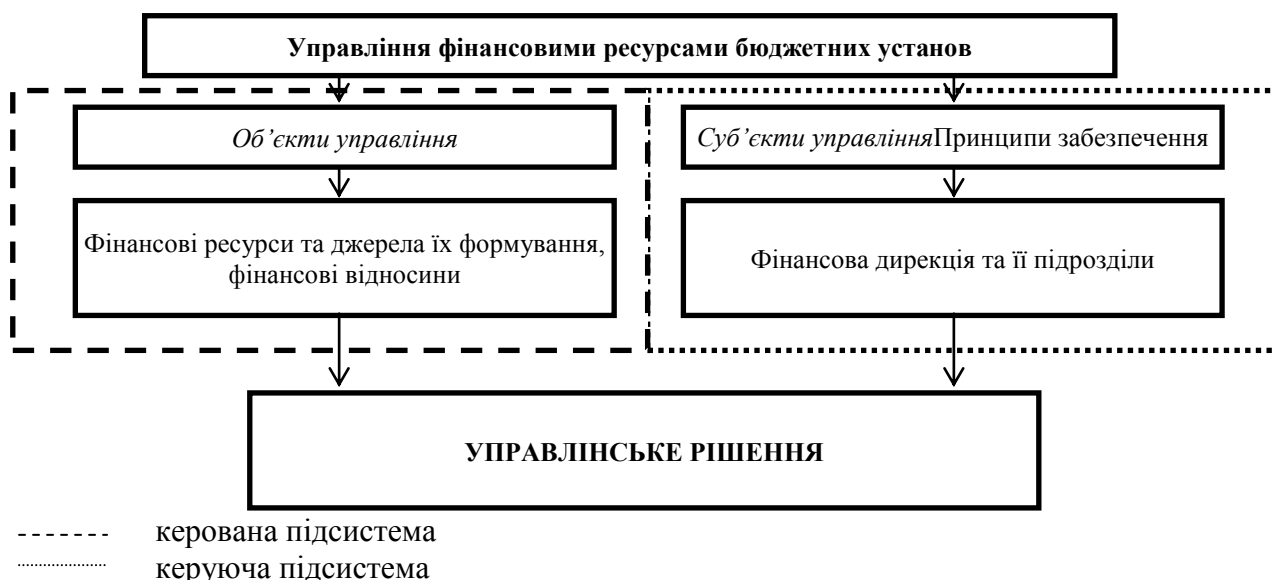 Управління фінансовими ресурсами бюджетних установ
Об’єкти управління
Суб’єкти управлінняПринципи забезпечення
Фінансові ресурси та джерела їх формування,
фінансові відносини
Фінансова дирекція та її підрозділи
УПРАВЛІНСЬКЕ РІШЕННЯ
керована підсистема
керуюча підсистема